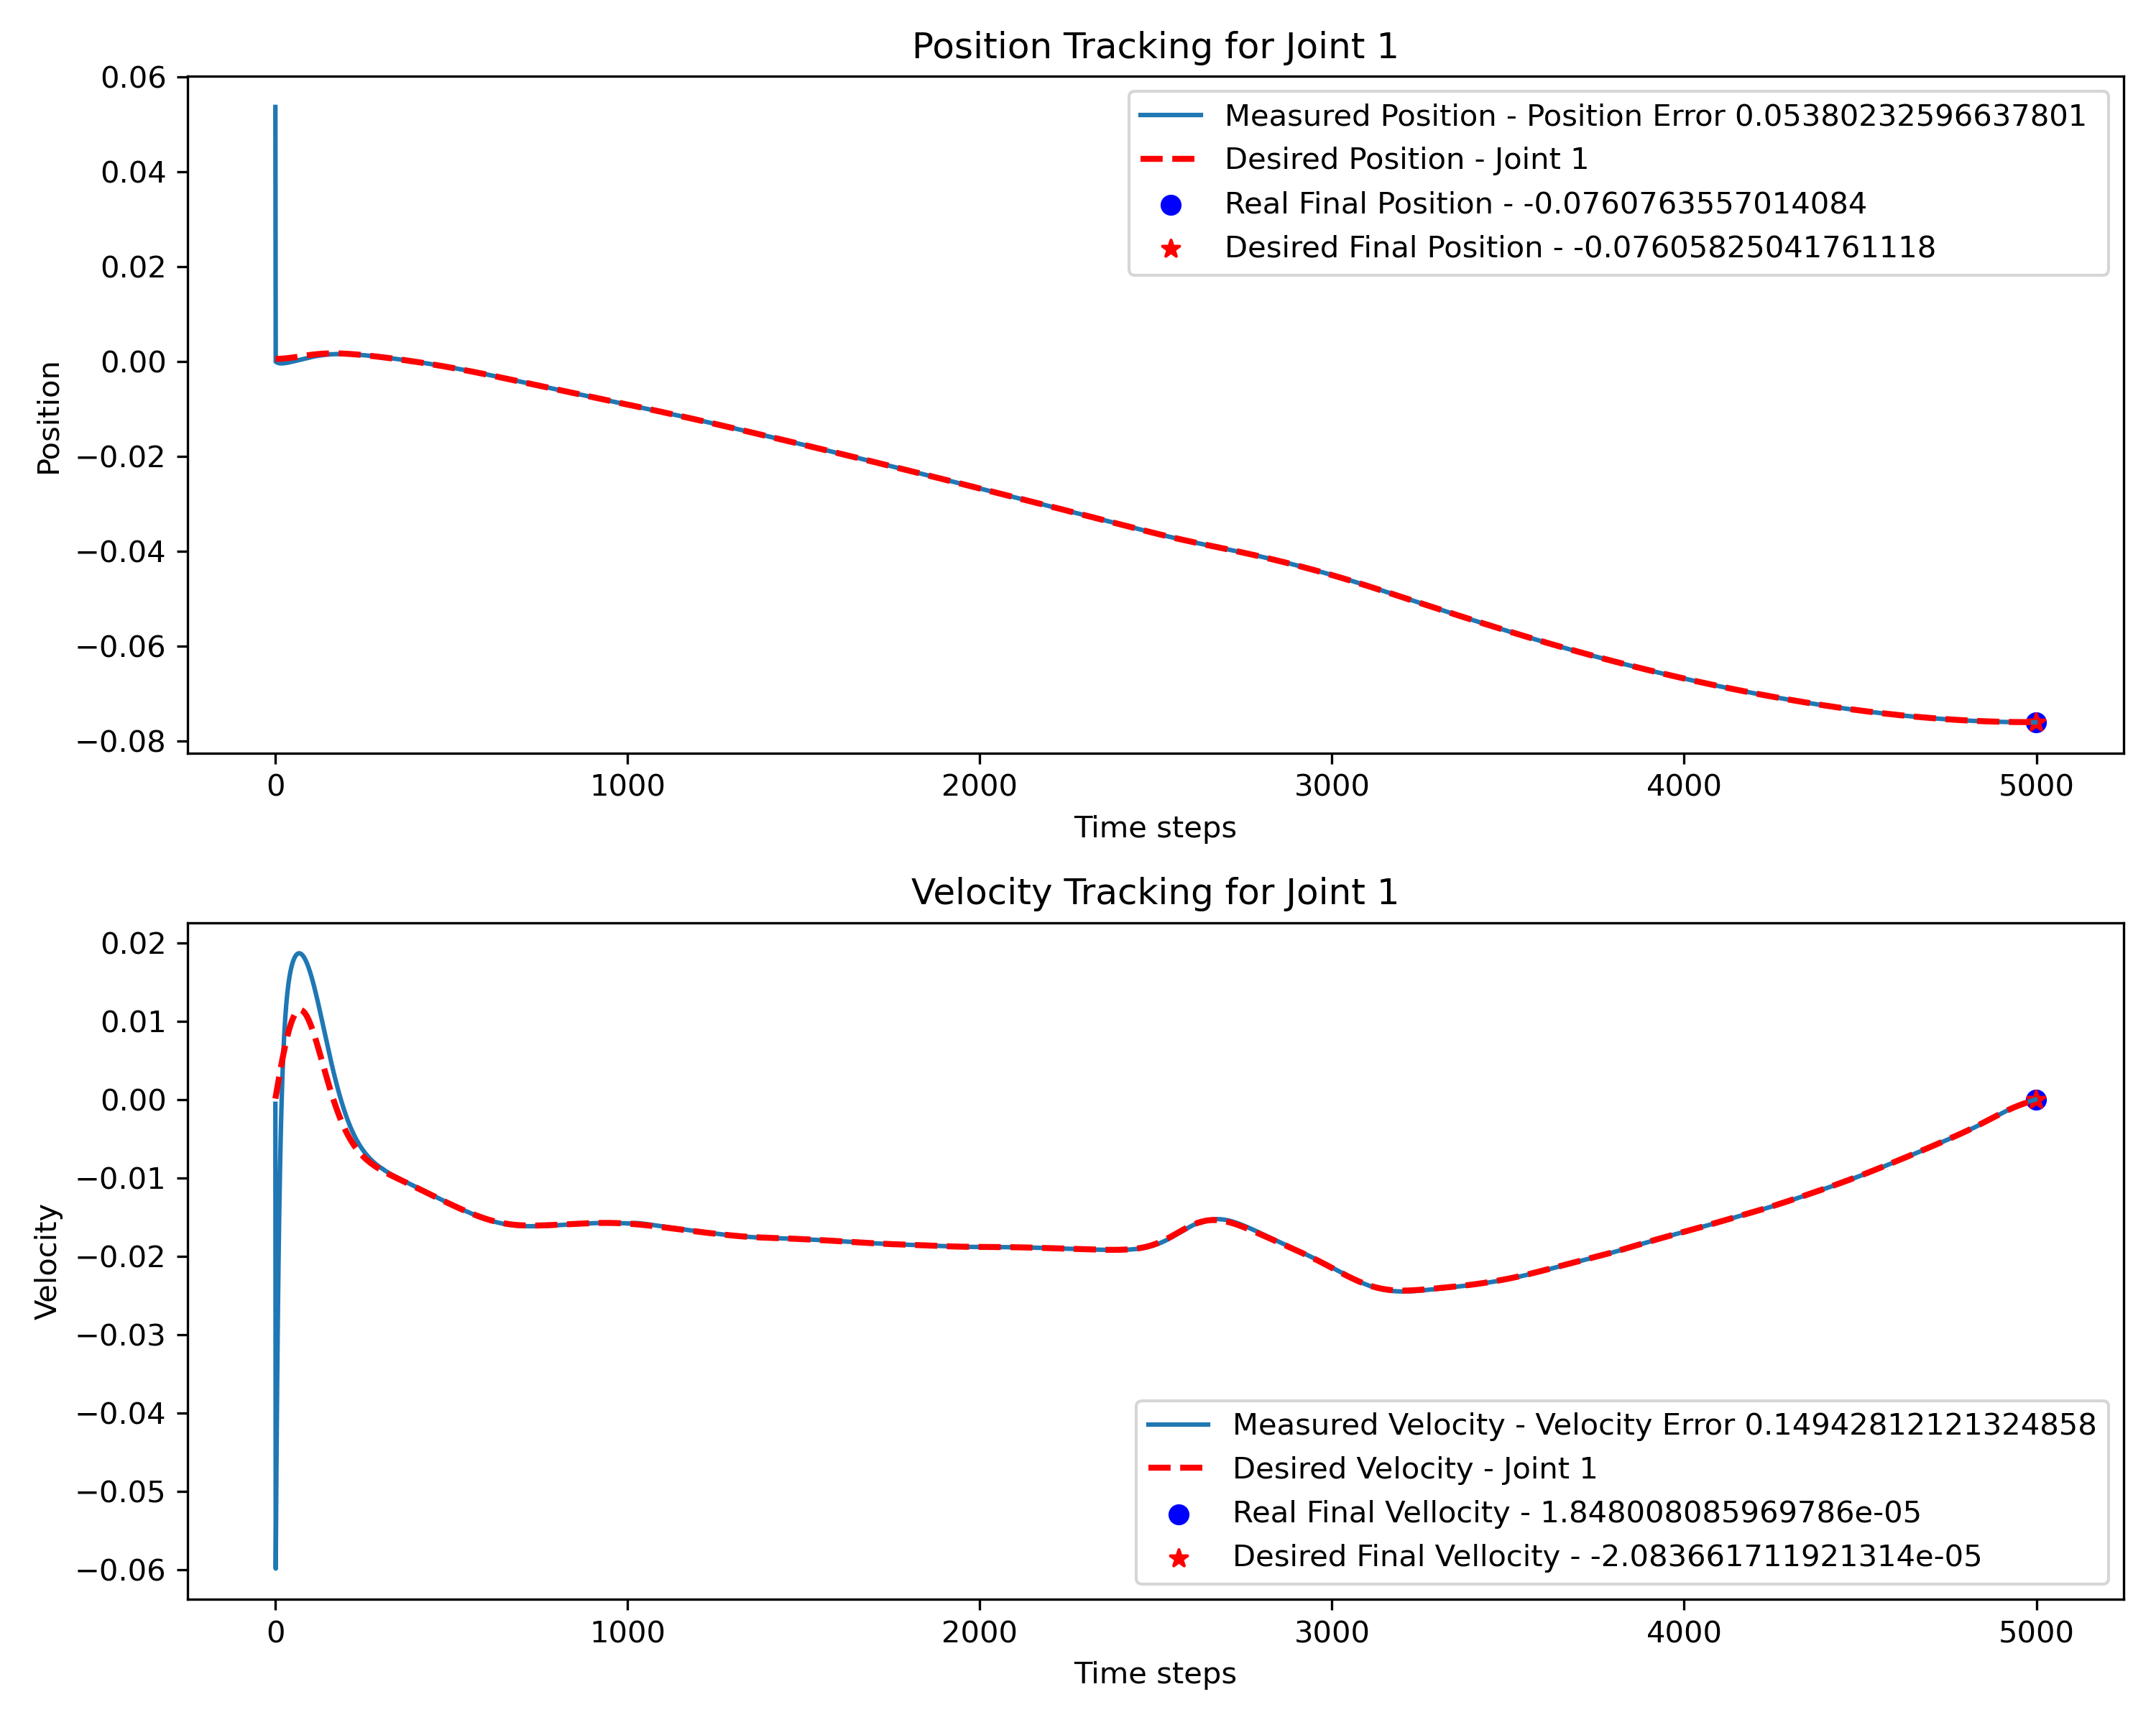 Position Tracking for Joint 1
0.06
0.04
0.02
0.00
−0.02
−0.04
−0.06
−0.08
Position
Measured Position - Position Error 0.05380232596637801
Desired Position - Joint 1
Real Final Position - -0.0760763557014084
Desired Final Position - -0.07605825041761118
0 1000 2000 3000 4000 5000
Time steps
Velocity Tracking for Joint 1
0.02
0.01
0.00
−0.01
−0.02
−0.03
−0.04
−0.05
−0.06
Velocity
Measured Velocity - Velocity Error 0.14942812121324858
Desired Velocity - Joint 1
Real Final Vellocity - 1.848008085969786e-05
Desired Final Vellocity - -2.083661711921314e-05
0 1000 2000 3000 4000 5000
Time steps